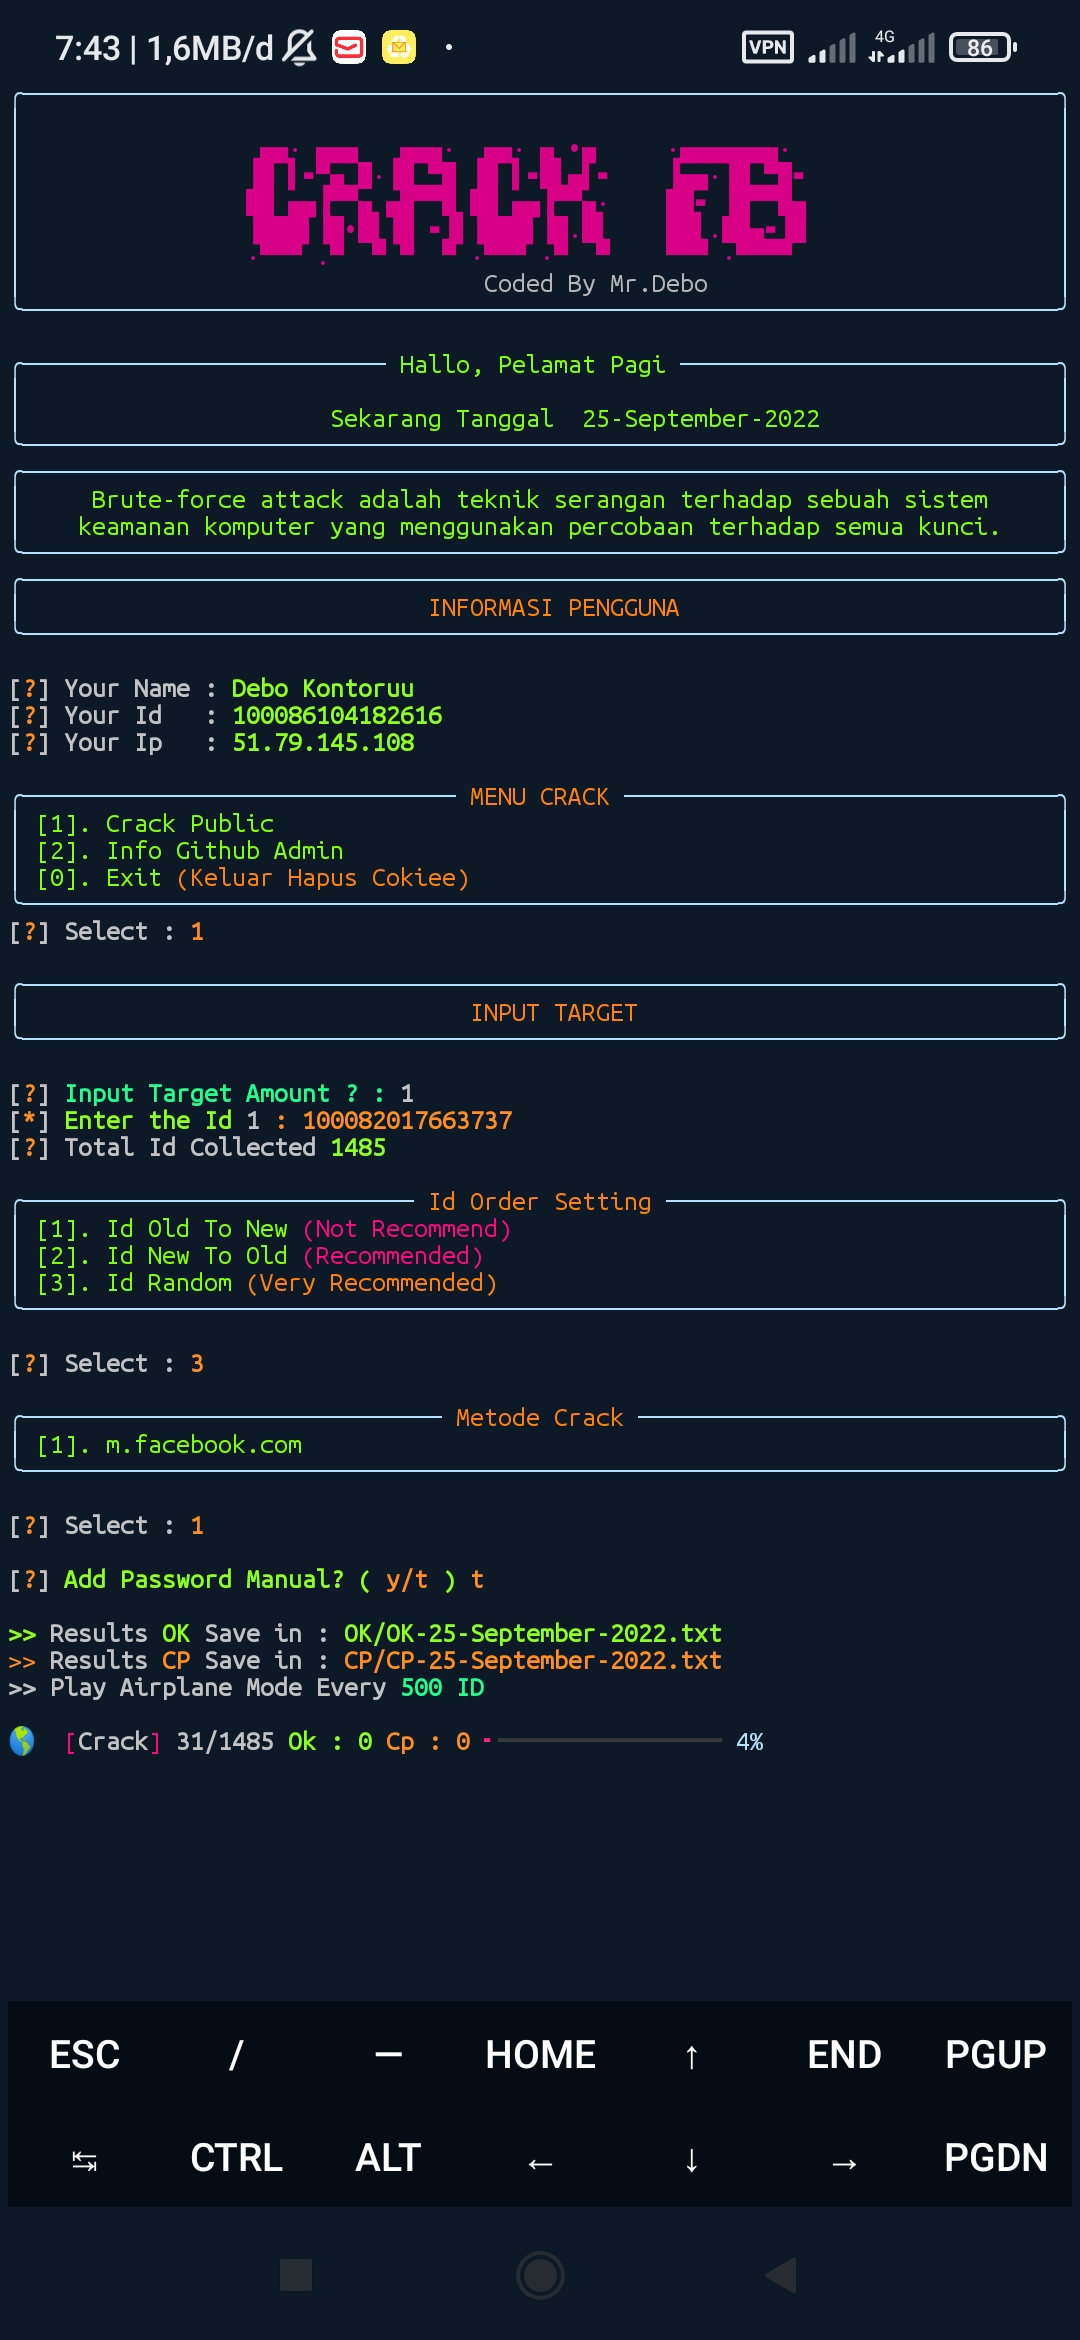 7:43 | 1,6MB/d
VPN 4G 86
CRACK FB
Coded By Mr.Debo
Hallo, Pelamat Pagi
Sekarang Tanggal  25-September-2022
Brute-force attack adalah teknik serangan terhadap sebuah sistem
keamanan komputer yang menggunakan percobaan terhadap semua kunci.
INFORMASI PENGGUNA
[?] Your Name : Debo Kontoruu
[?] Your Id   : 100086104182616
[?] Your Ip   : 51.79.145.108
MENU CRACK
[1]. Crack Public
[2]. Info Github Admin
[0]. Exit (Keluar Hapus Cokiee)
[?] Select : 1
INPUT TARGET
[?] Input Target Amount ? : 1
[*] Enter the Id 1 : 100082017663737
[?] Total Id Collected 1485
Id Order Setting
[1]. Id Old To New (Not Recommend)
[2]. Id New To Old (Recommended)
[3]. Id Random (Very Recommended)
[?] Select : 3
Metode Crack
[1]. m.facebook.com
[?] Select : 1
[?] Add Password Manual? ( y/t ) t
>> Results OK Save in : OK/OK-25-September-2022.txt
>> Results CP Save in : CP/CP-25-September-2022.txt
>> Play Airplane Mode Every 500 ID
[Crack] 31/1485 Ok : 0 Cp : 0 4%
ESC / — HOME ↑ END PGUP
↹ CTRL ALT ← ↓ → PGDN